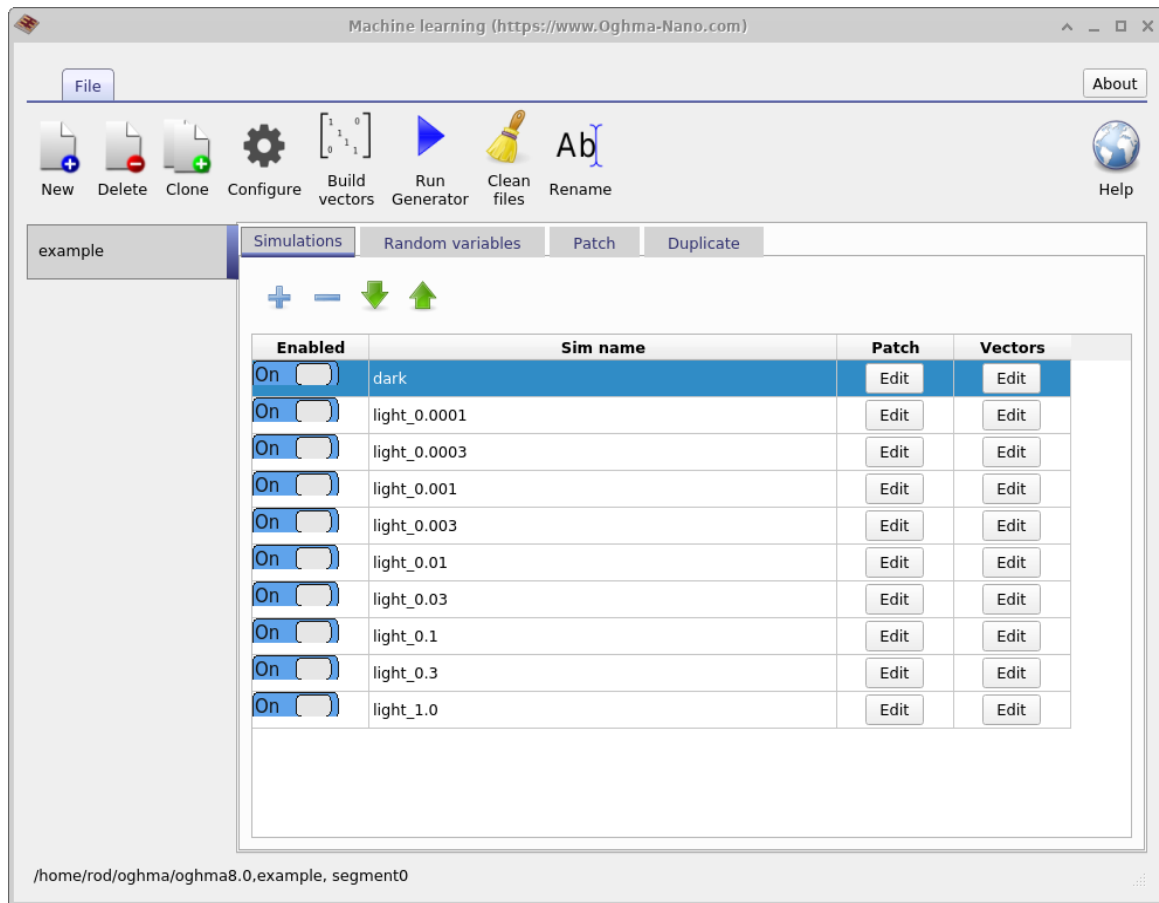 Machine learning (https://www.Oghma-Nano.com)
File
About
New
Delete
Clone
Configure
Build
vectors
Run
Generator
Clean
files
Ab
Rename
Help
example
Simulations
Random variables
Patch
Duplicate
Enabled
Sim name
Patch
Vectors
On
dark
Edit
Edit
On
light_0.0001
Edit
Edit
On
light_0.0003
Edit
Edit
On
light_0.001
Edit
Edit
On
light_0.003
Edit
Edit
On
light_0.01
Edit
Edit
On
light_0.03
Edit
Edit
On
light_0.1
Edit
Edit
On
light_0.3
Edit
Edit
On
light_1.0
Edit
Edit
/home/rod/oghma/oghma8.0,example, segment0